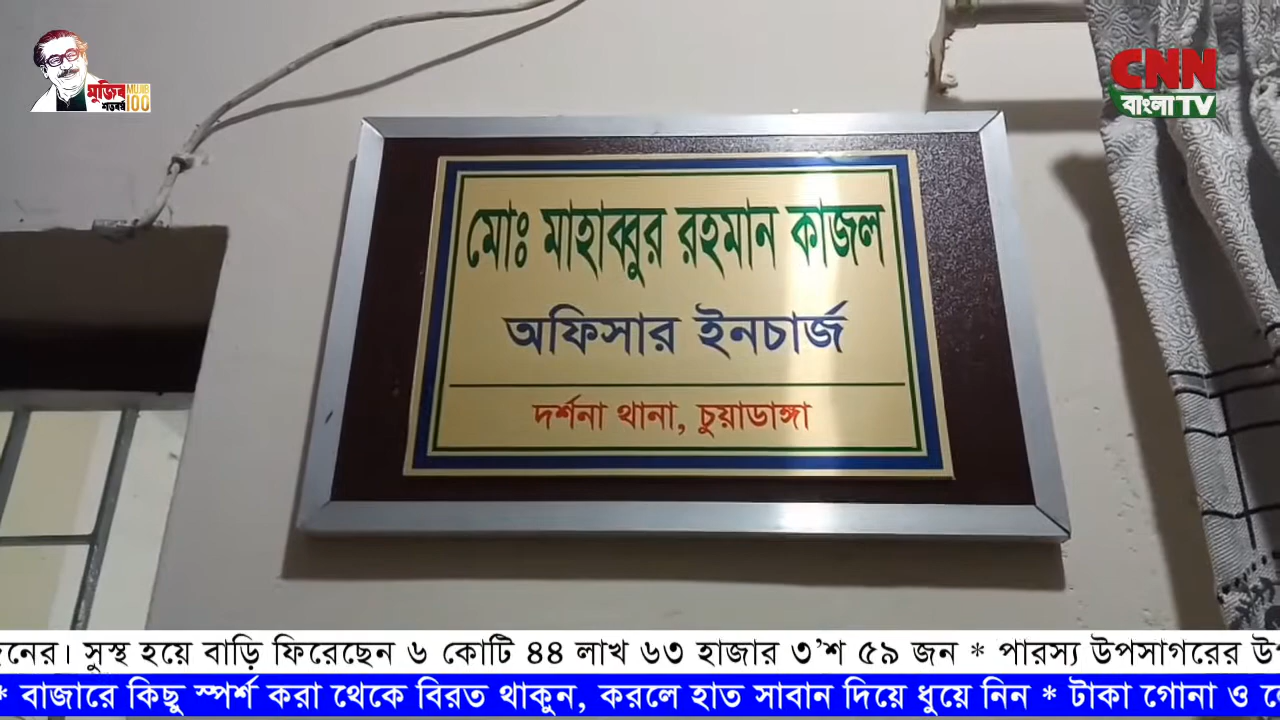 মুজিব MUJIB
শতবর্ষ 100
CNN
বাংলা TV
মোঃ মাহাব্বুর রহমান কাজল
অফিসার ইনচার্জ
দর্শনা থানা, চুয়াডাঙ্গা
সুস্থ হয়ে বাড়ি ফিরেছেন ৬ কোটি ৪৪ লাখ ৬৩ হাজার ৩’শ ৫৯ জন * পারস্য উপসাগরের
* বাজারে কিছু স্পর্শ করা থেকে বিরত থাকুন, করলে হাত সাবান দিয়ে ধুয়ে নিন * টাকা গোনা ও